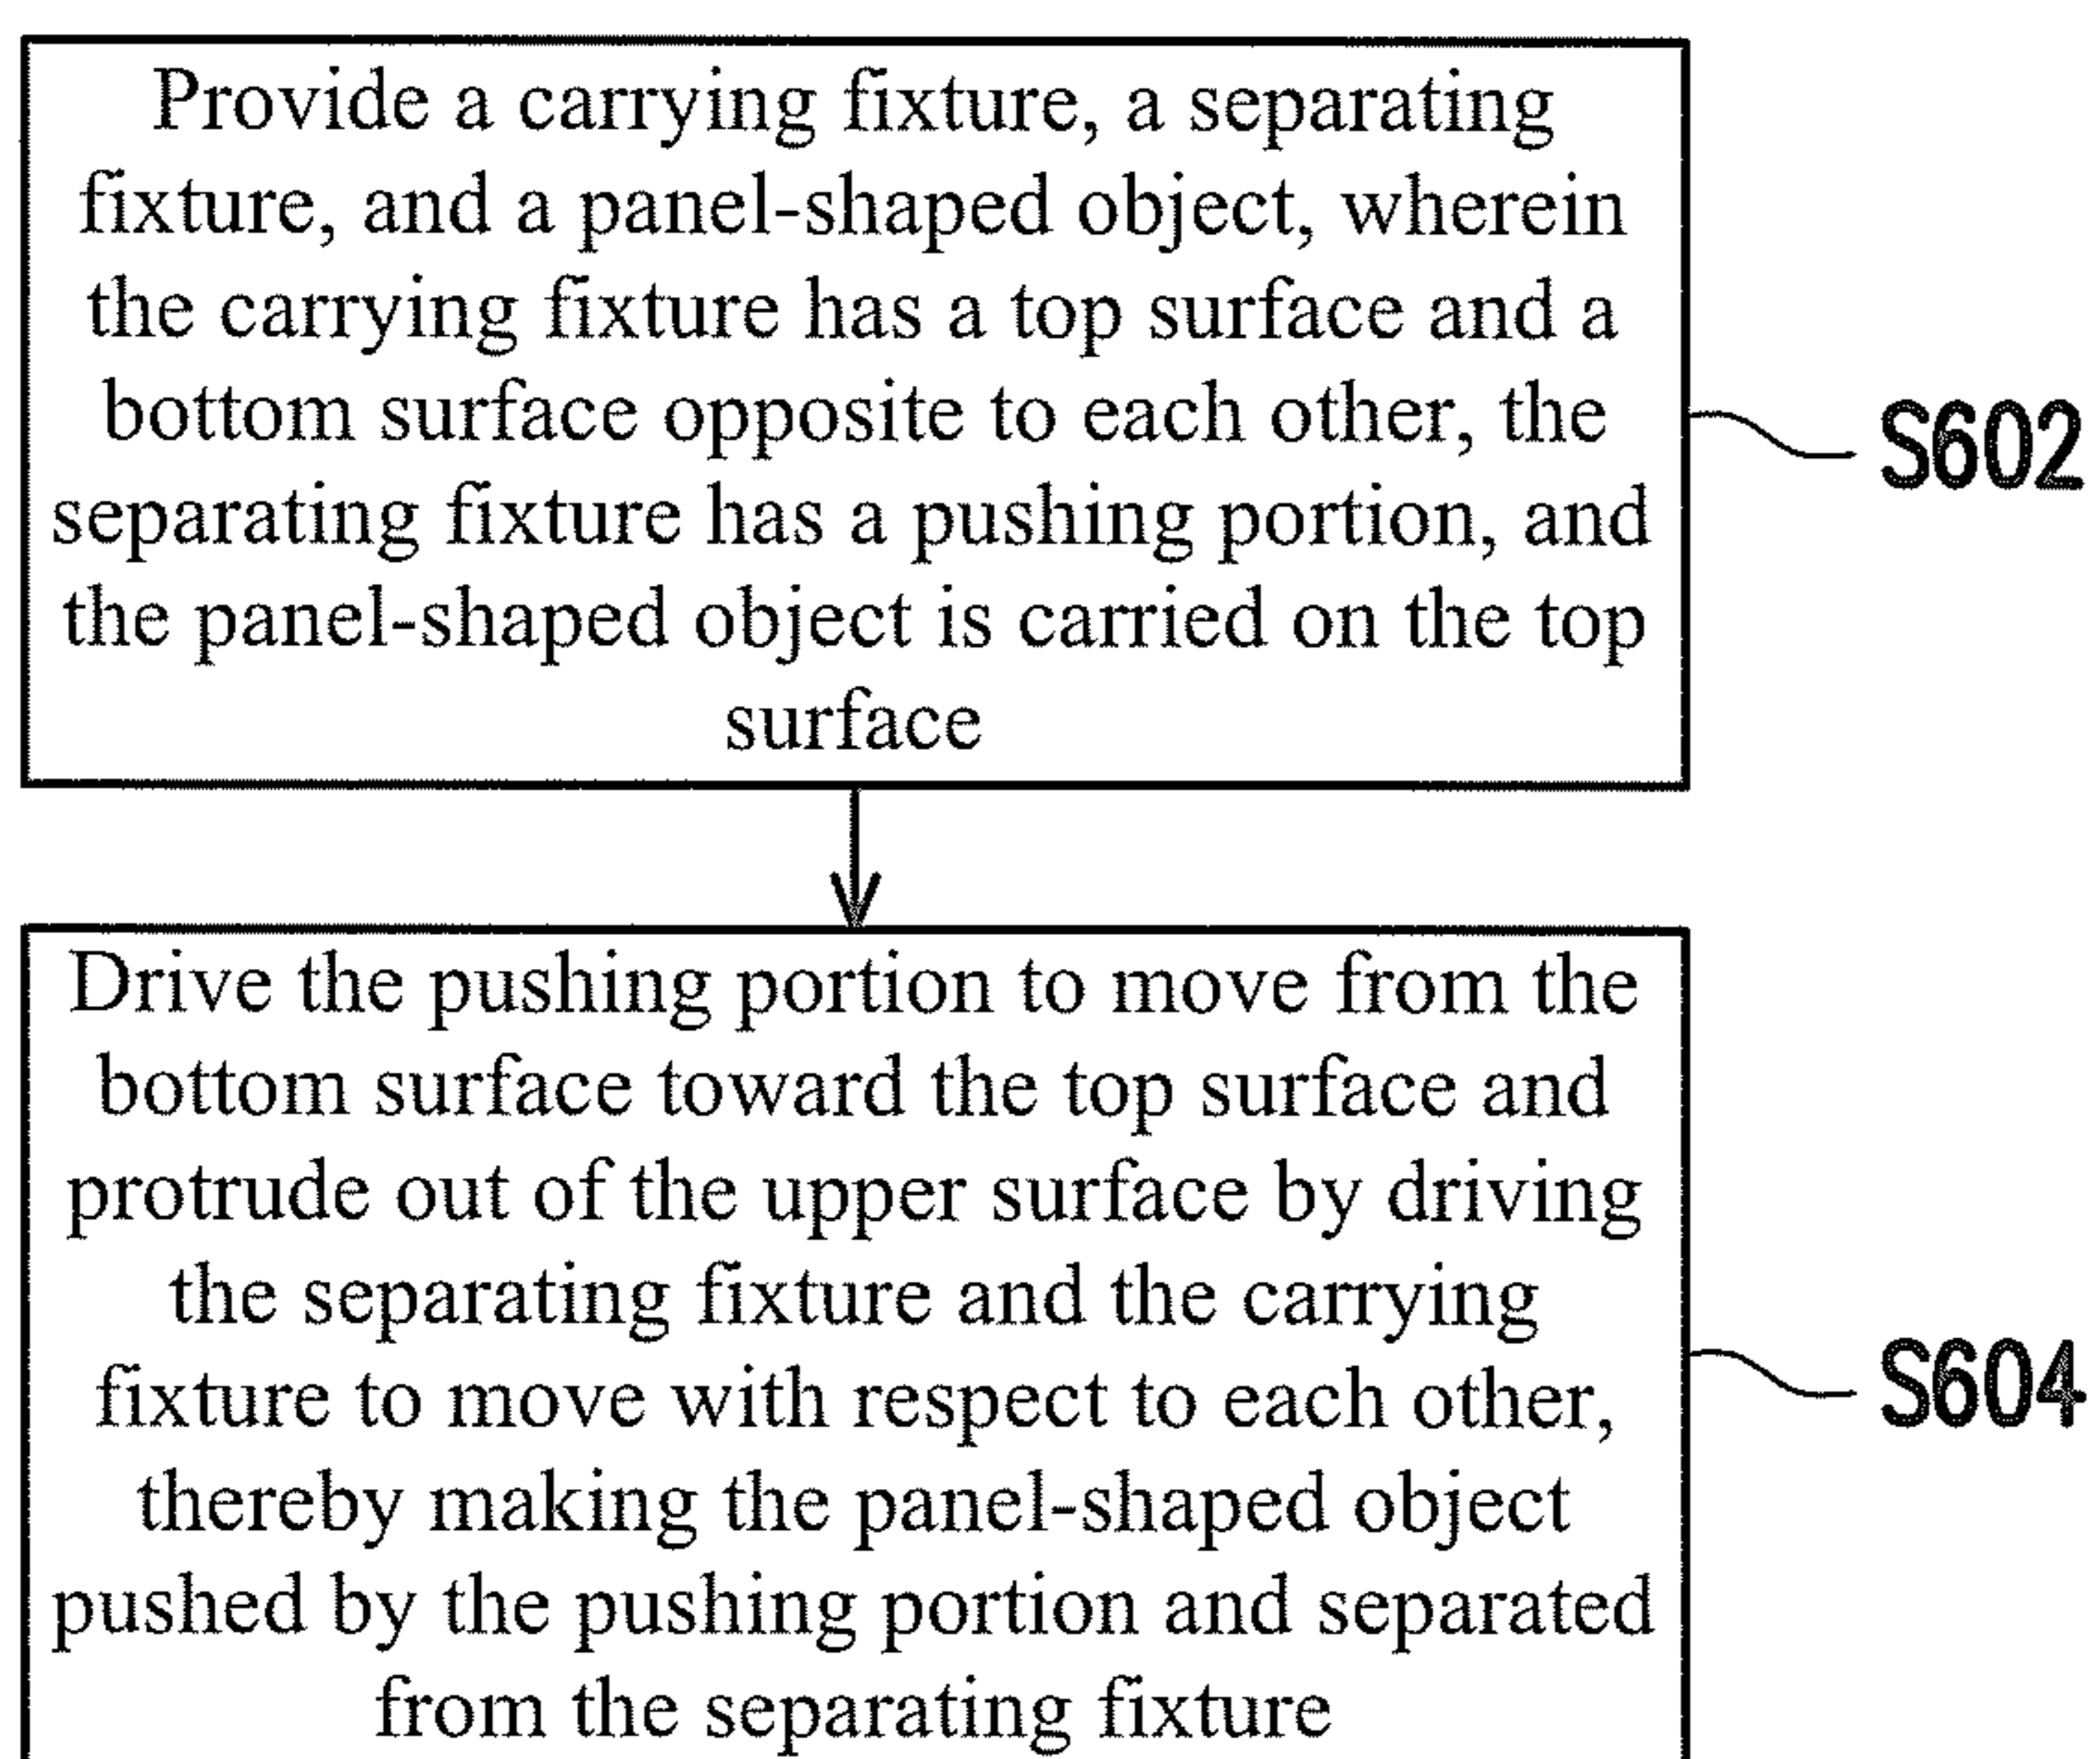 Provide a carrying fixture, a separating
fixture, and a panel-shaped object, wherein
the carrying fixture has a top surface and a
bottom surface opposite to each other, the
separating fixture has a pushing portion, and
the panel-shaped object is carried on the top
surface
S602
Drive the pushing portion to move from the
bottom surface toward the top surface and
protrude out of the upper surface by driving
the separating fixture and the carrying
fixture to move with respect to each other,
thereby making the panel-shaped object
pushed by the pushing portion and separated
from the separating fixture
S604